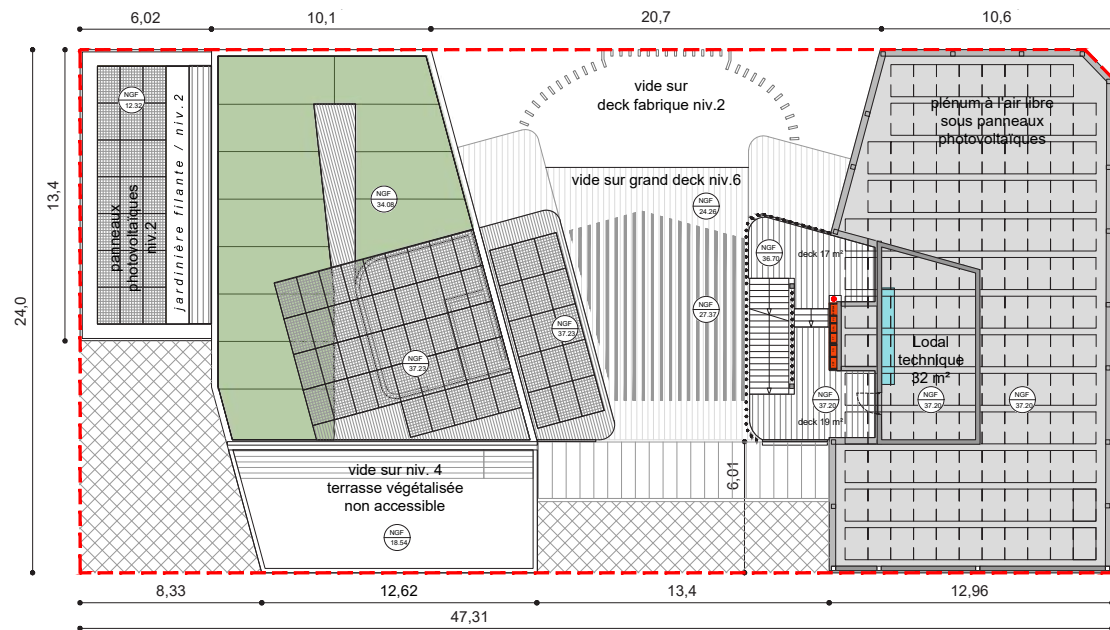 6,02
10,1
20,7
10,6
13,4
24,0
NGF
12.32
panneaux
photovoltaïques
niv.2
jardinière filante / niv.2
NGF
34.08
vide sur
deck fabrique niv.2
plénum à l'air libre
sous panneaux
photovoltaïques
vide sur grand deck niv.6
NGF
24.26
NGF
36.70
deck 17 m²
NGF
27.37
NGF
37.23
NGF
37.23
Lodal
technique
32 m²
NGF
37.20
NGF
37.20
NGF
37.20
deck 19 m²
6,01
vide sur niv. 4
terrasse végétalisée
non accessible
NGF
18.54
8,33
12,62
13,4
12,96
47,31